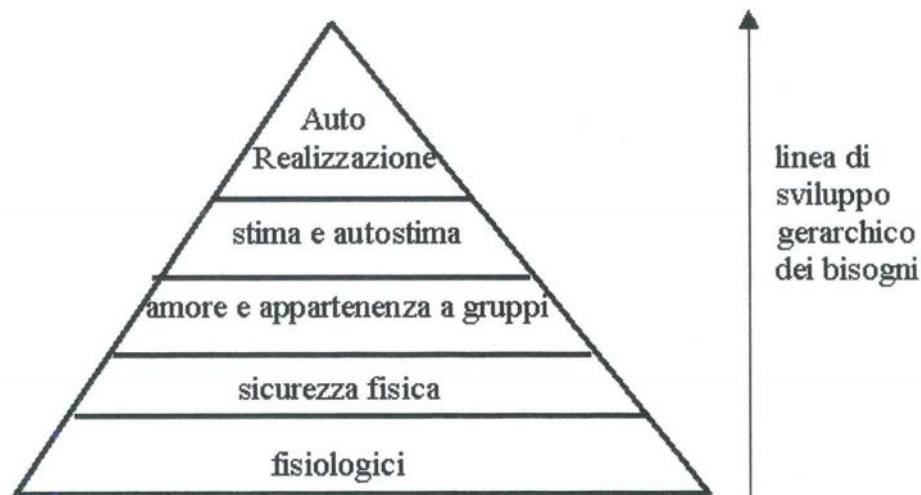 Auto
Realizzazione
stima e autostima
amore e appartenenza a gruppi
sicurezza fisica
fisiologici
linea di
sviluppo
gerarchico
dei bisogni